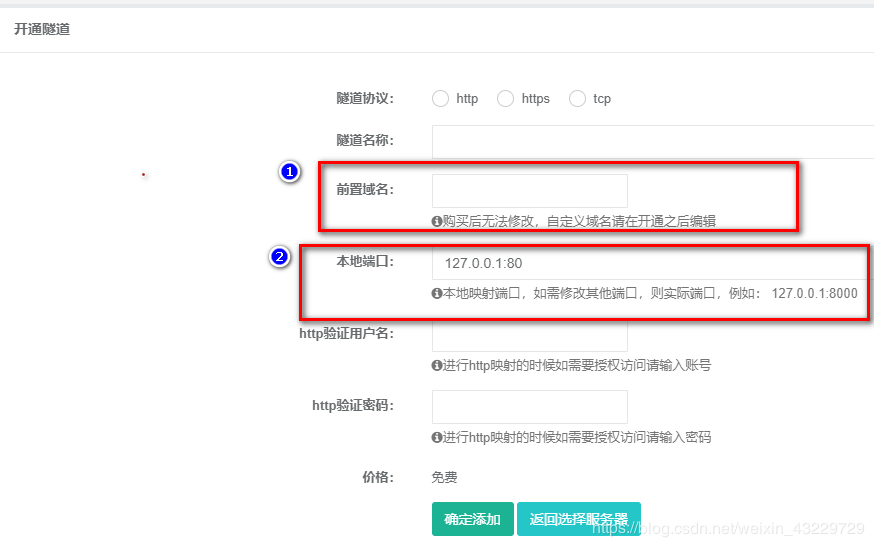 开通隧道
隧道协议： http https tcp
隧道名称：
1
前置域名：
购买后无法修改，自定义域名请在开通之后编辑
2
本地端口： 127.0.0.1:80
本地映射端口，如需修改其他端口，则实际端口，例如： 127.0.0.1:8000
http验证用户名：
进行http映射的时候如需要授权访问请输入账号
http验证密码：
进行http映射的时候如需要授权访问请输入密码
价格： 免费
确定添加 返回选择服务器
https://blog.csdn.net/weixin_43229729